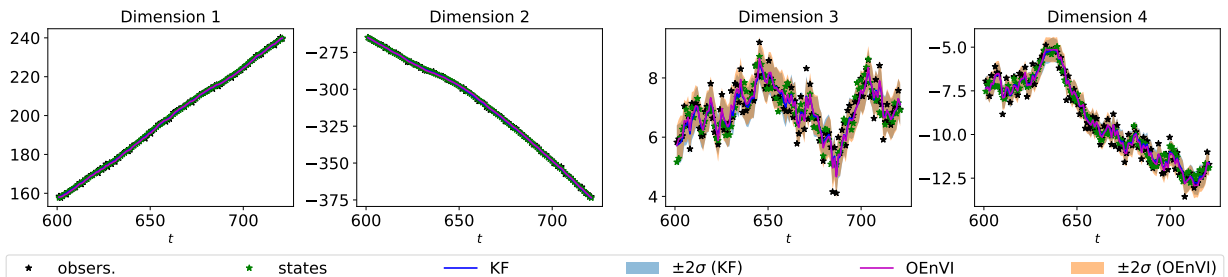 Dimension 1
Dimension 2
Dimension 3
Dimension 4
240
220
200
180
160
600
650
700
t
−275
−300
−325
−350
−375
600
650
700
t
8
6
4
600
650
700
t
−5.0
−7.5
−10.0
−12.5
600
650
700
t
obsers.
states
KF
±2σ (KF)
OEnVI
±2σ (OEnVI)